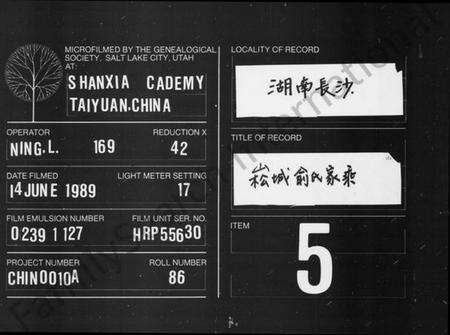 MICROFILMED BY THE GENEALOGICAL
SOCIETY, SALT LAKE CITY, UTAH
AT:
SHANXIA CADEMY
TAIYUAN.CHINA
OPERATOR
REDUCTION X
NING.L. 169
42
DATE FILMED
LIGHT METER SETTING
14 JUNE 1989
17
FILM EMULSION NUMBER
FILM UNIT SER. NO.
0239 1 127
HRP55630
PROJECT NUMBER
ROLL NUMBER
CHIN0010A
86
LOCALITY OF RECORD
湖南長沙
TITLE OF RECORD
崧城俞氏家乘
ITEM
5
FamilySearch International